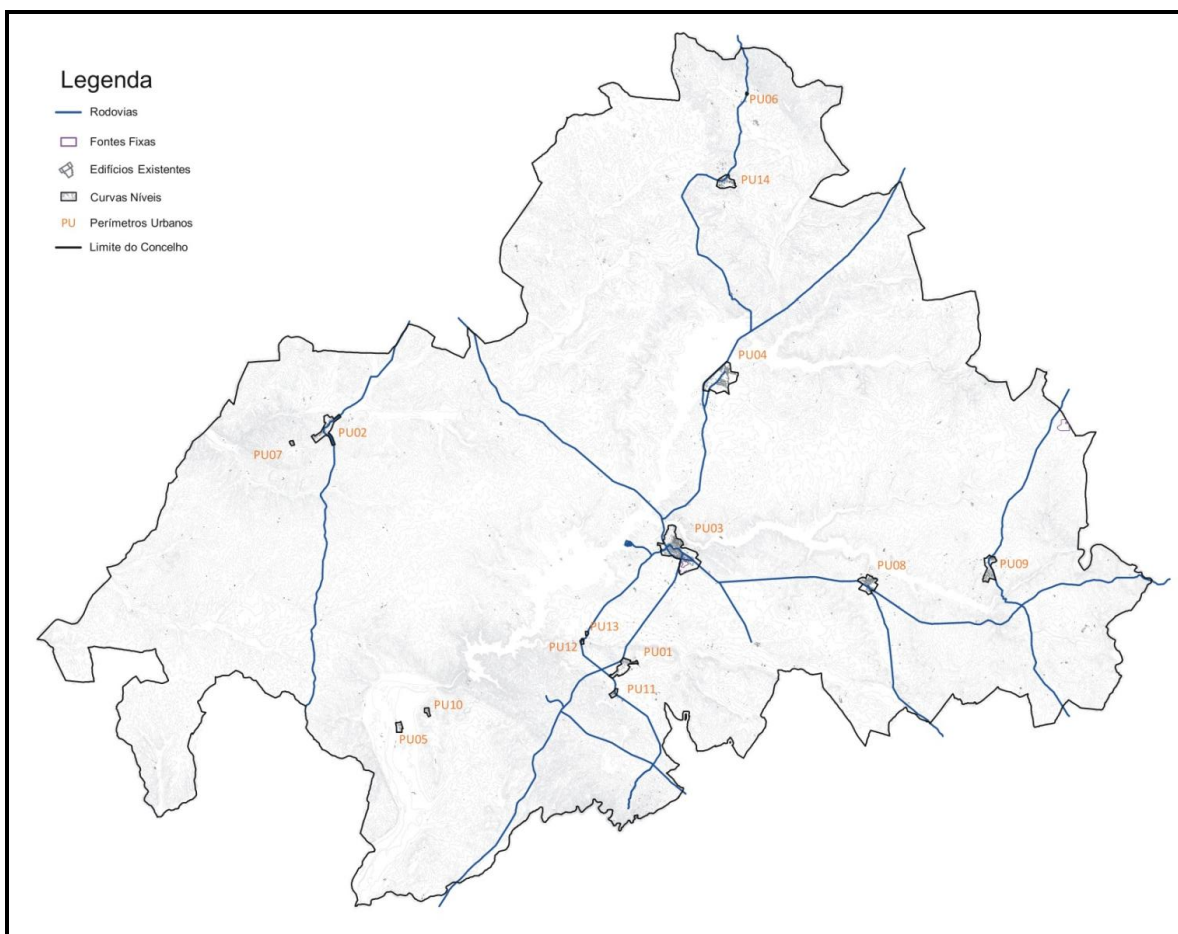 Legenda
Rodovias
Fontes Fixas
Edifícios Existentes
Curvas Níveis
PU Perímetros Urbanos
Limite do Concelho
PU06
PU14
PU04
PU02
PU07
PU03
PU09
PU08
PU13
PU12
PU01
PU11
PU10
PU05